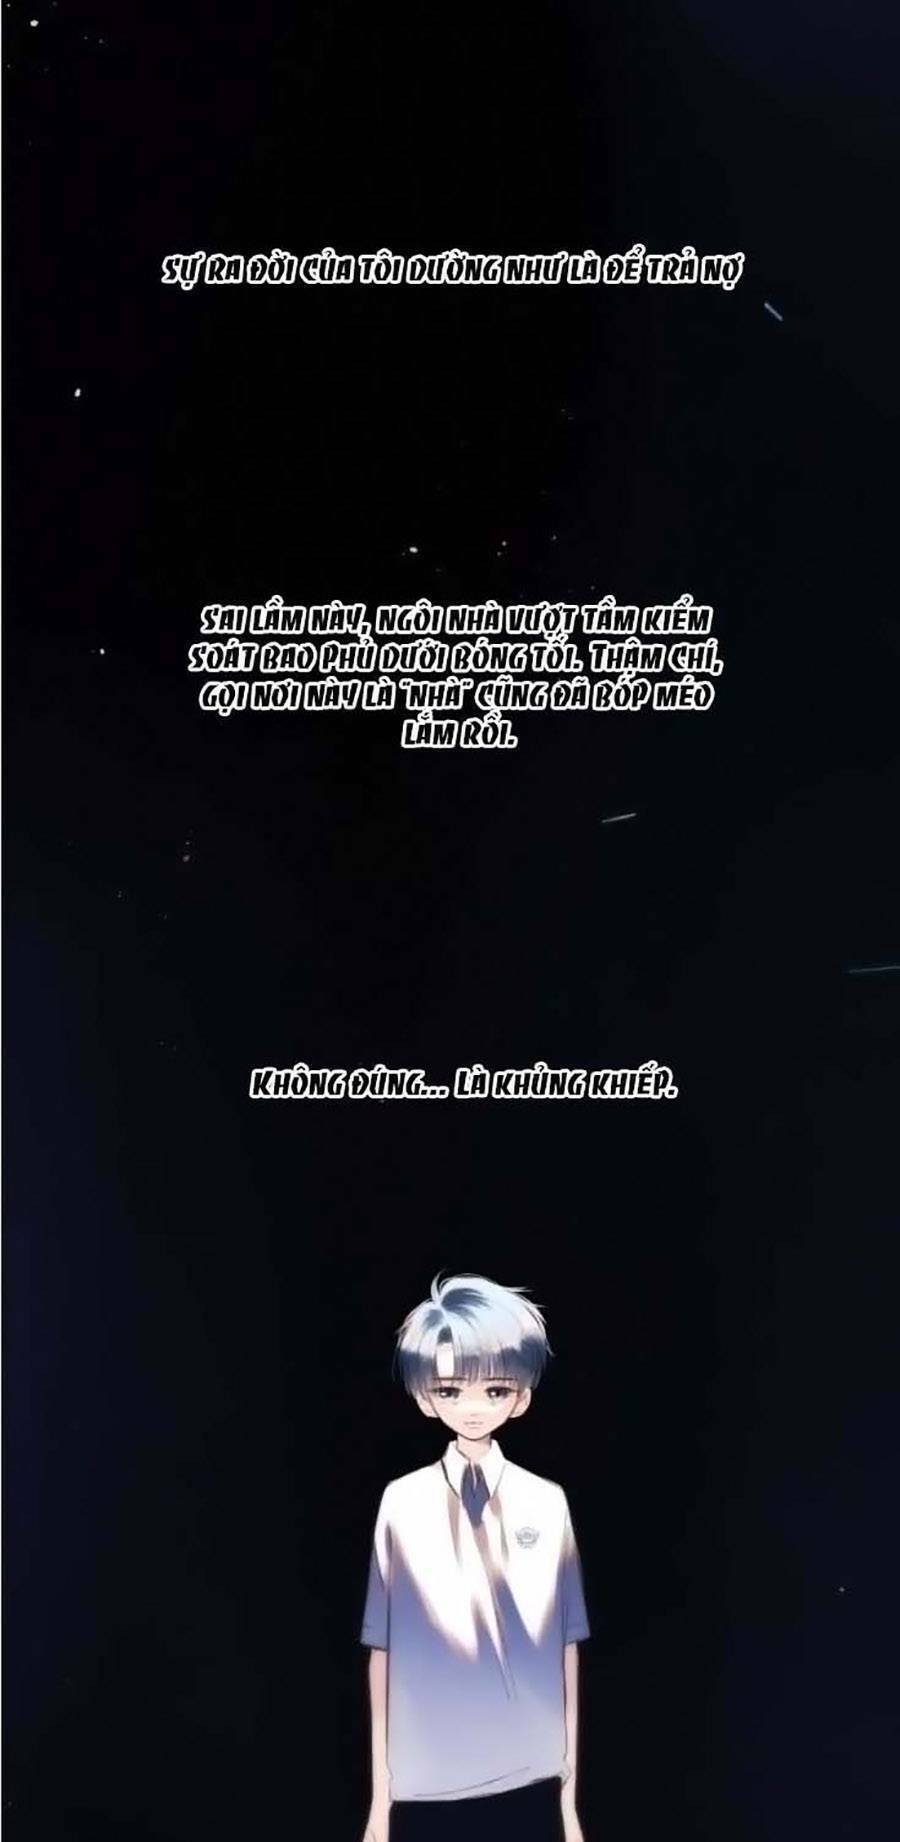 SỰ RA ĐỜI CỦA TÔI DƯỜNG NHƯ LÀ ĐỂ TRẢ NỢ
SAI LẦM NÀY, NGÔI NHÀ VƯỢT TẦM KIỂM
SOÁT BAO PHỦ DƯỚI BÓNG TỐI. THẬM CHÍ,
GỌI NƠI NÀY LÀ "NHÀ" CŨNG ĐÃ BÓP MÉO
LẮM RỒI.
KHÔNG ĐÚNG... LÀ KHỦNG KHIẾP.